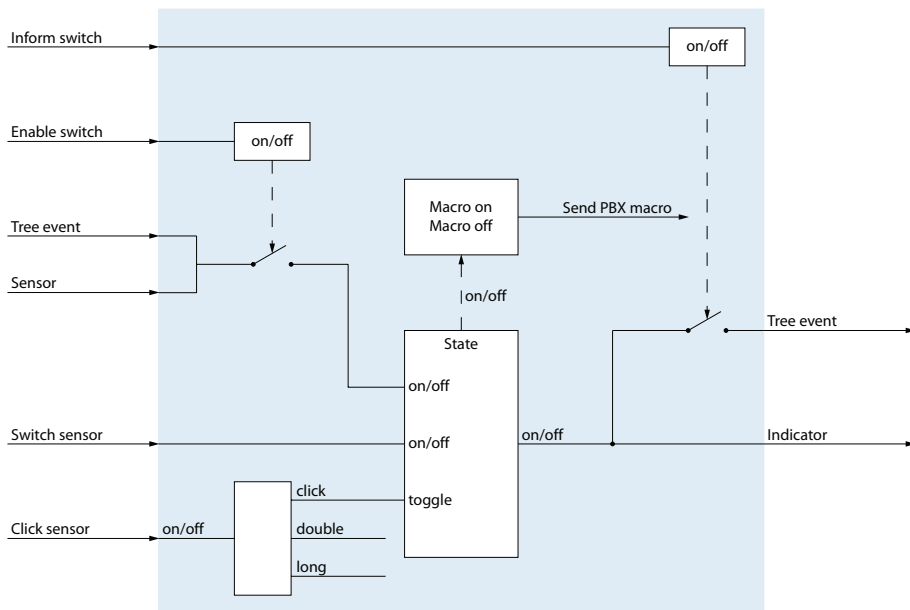 Inform switch
on/off
Enable switch
on/off
Tree event
Sensor
Macro on
Macro off
Send PBX macro
on/off
Tree event
State
on/off
Switch sensor
on/off
on/off
Indicator
click
toggle
Click sensor
on/off
double
long